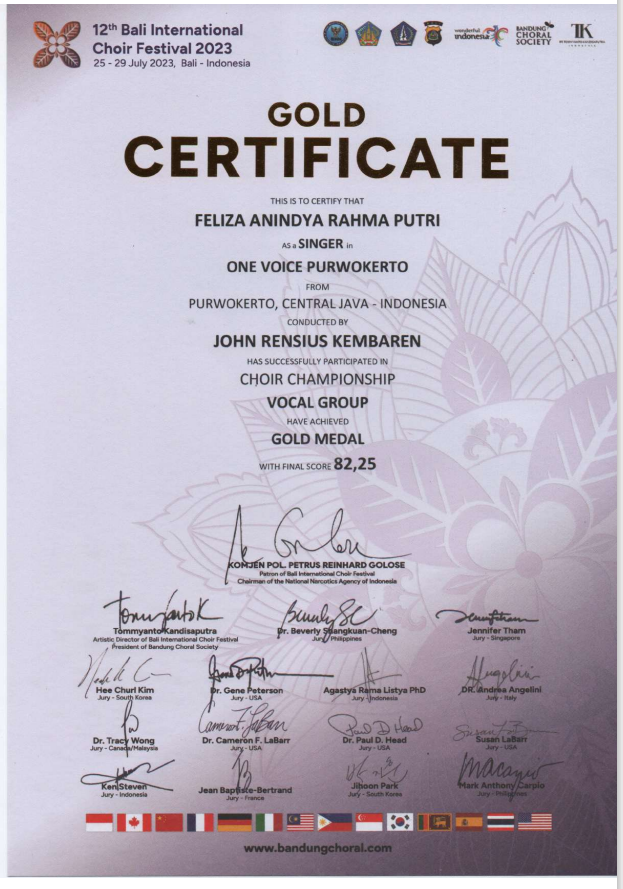 12th Bali International
Choir Festival 2023
25 - 29 July 2023, Bali - Indonesia
wonderful
indonesia
BANDUNG
CHORAL
SOCIETY
TK
GOLD
CERTIFICATE
THIS IS TO CERTIFY THAT
FELIZA ANINDYA RAHMA PUTRI
AS a SINGER in
ONE VOICE PURWOKERTO
FROM
PURWOKERTO, CENTRAL JAVA - INDONESIA
CONDUCTED BY
JOHN RENSIUS KEMBAREN
HAS SUCCESSFULLY PARTICIPATED IN
CHOIR CHAMPIONSHIP
VOCAL GROUP
HAVE ACHIEVED
GOLD MEDAL
WITH FINAL SCORE 82,25
KOMJEN POL. PETRUS REINHARD GOLOSE
Patron of Bali International Choir Festival
Chairman of the National Narcotics Agency of Indonesia
Tommyanto Kandisaputra
Artistic Director of Bali International Choir Festival
President of Bandung Choral Society
Dr. Beverly Shangkuan-Cheng
Jury - Philippines
Jennifer Tham
Jury - Singapore
Hee Churl Kim
Jury - South Korea
Dr. Gene Peterson
Jury - USA
Agastya Rama Listya PhD
Jury - Indonesia
DR. Andrea Angelini
Jury - Italy
Dr. Tracy Wong
Jury - Canada/Malaysia
Dr. Cameron F. LaBarr
Jury - USA
Dr. Paul D. Head
Jury - USA
Susan LaBarr
Jury - USA
Ken Steven
Jury - Indonesia
Jean Baptiste-Bertrand
Jury - France
Jihoon Park
Jury - South Korea
Mark Anthony Carpio
Jury - Philippines
www.bandungchoral.com